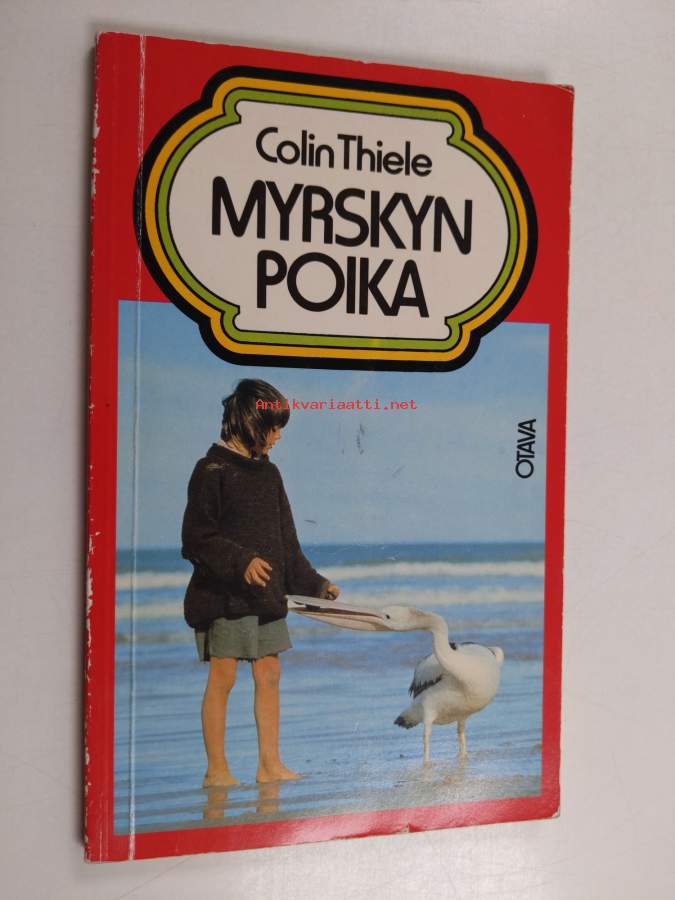 Colin Thiele
MYRSKYN
POIKA
Antikvariaatti.net
OTAVA